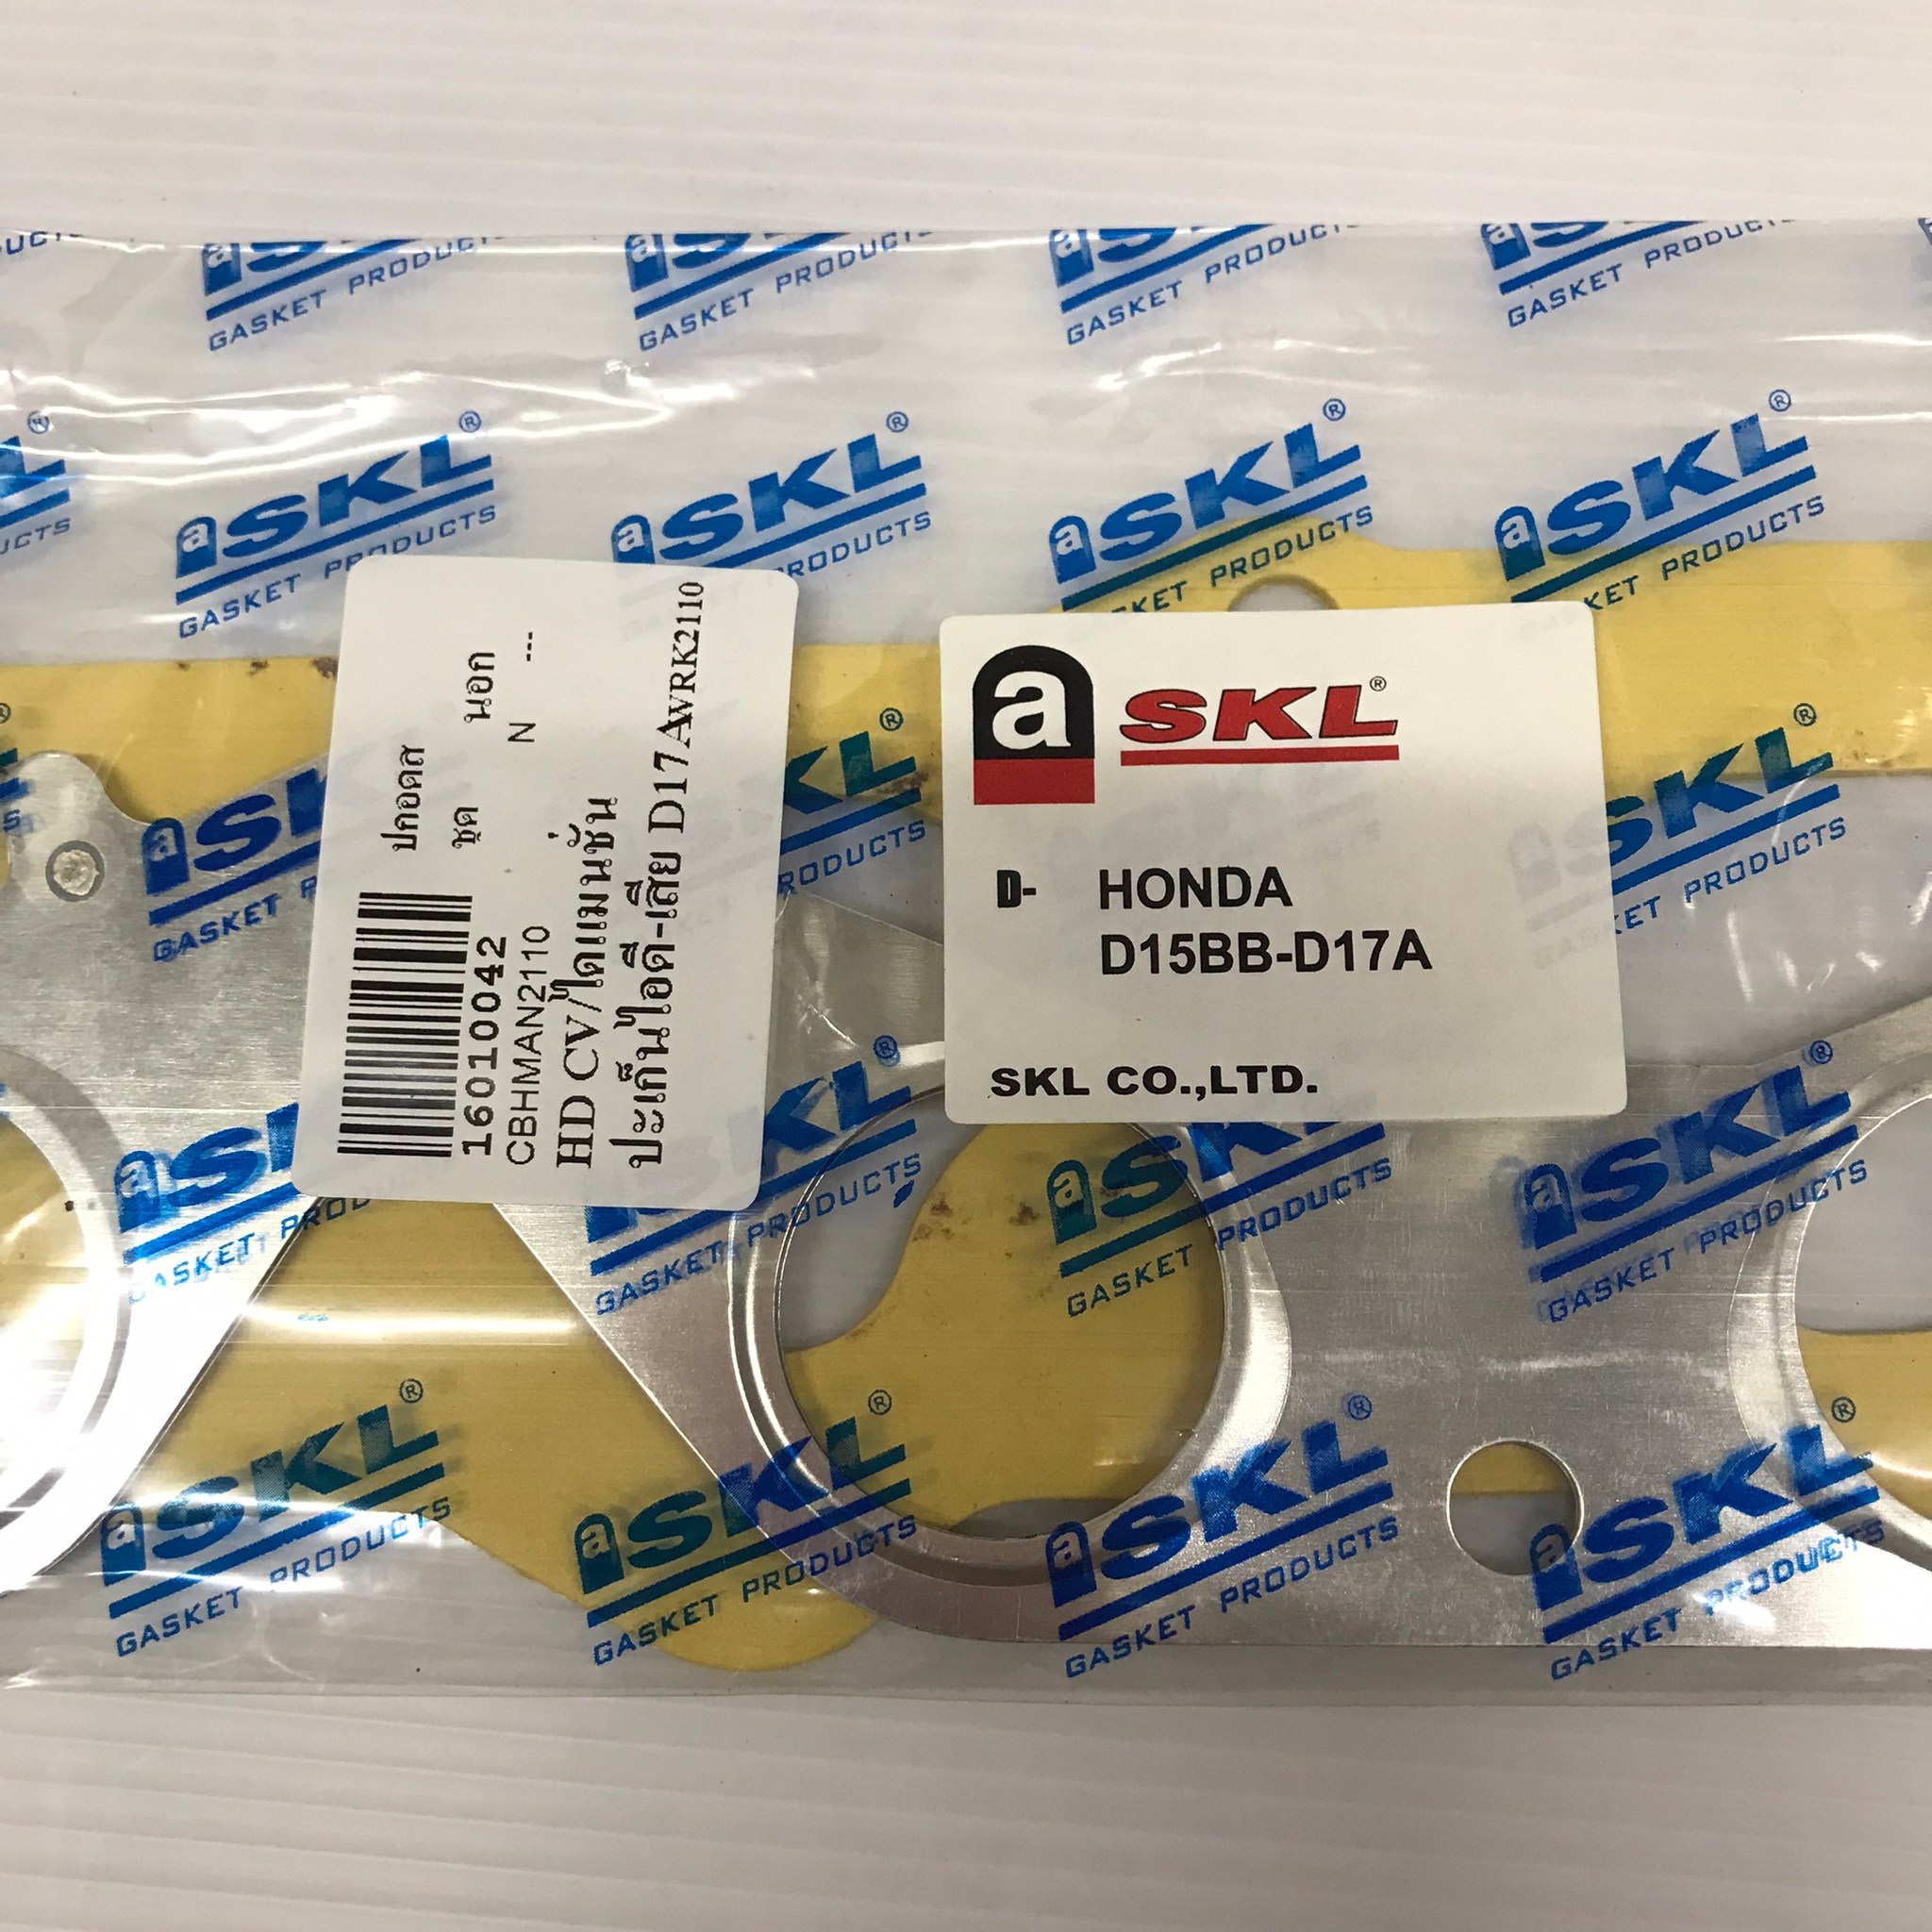 ปกอคส
ชุด นอก
16010042
N ---
CBHMAN2110
HD CV/ไดแมนชั่น
ปะเก็นไอดี-เสีย D17AWRK2110
a SKL®
D- HONDA
D15BB-D17A
SKL CO.,LTD.
aSKL®
GASKET PRODUCTS